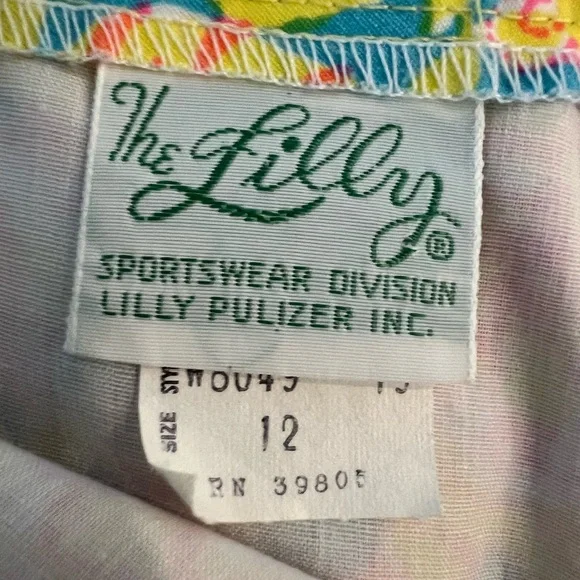 The Lilly®
SPORTSWEAR DIVISION
LILLY PULIZER INC.
SIZE
12
RN 39805